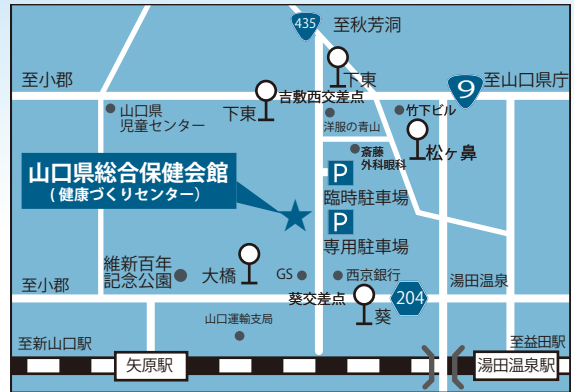 435
至秋芳洞
下東
至小郡
9
至山口県庁
吉敷西交差点
下東
山口県
児童センター
洋服の青山
竹下ビル
松ヶ鼻
斎藤
外科眼科
山口県総合保健会館
(健康づくりセンター)
P
臨時駐車場
P
専用駐車場
維新百年
記念公園
大橋
GS
西京銀行
湯田温泉
至小郡
葵交差点
204
葵
山口運輸支局
至新山口駅
至益田駅
矢原駅
湯田温泉駅